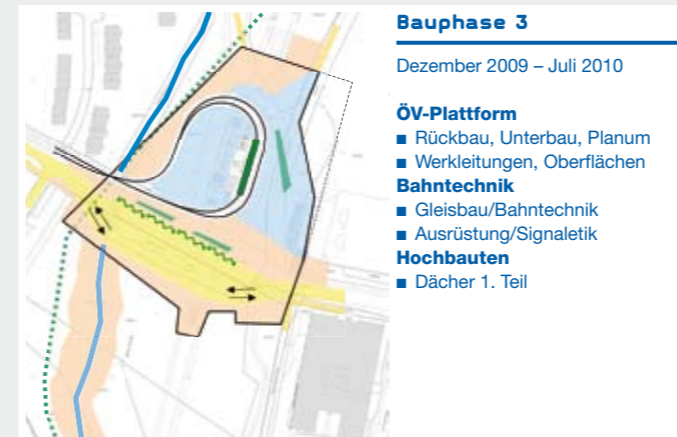 Bauphase 3
Dezember 2009 – Juli 2010
ÖV-Plattform
■ Rückbau, Unterbau, Planum
■ Werkleitungen, Oberflächen
Bahntechnik
■ Gleisbau/Bahntechnik
■ Ausrüstung/Signaletik
Hochbauten
■ Dächer 1. Teil